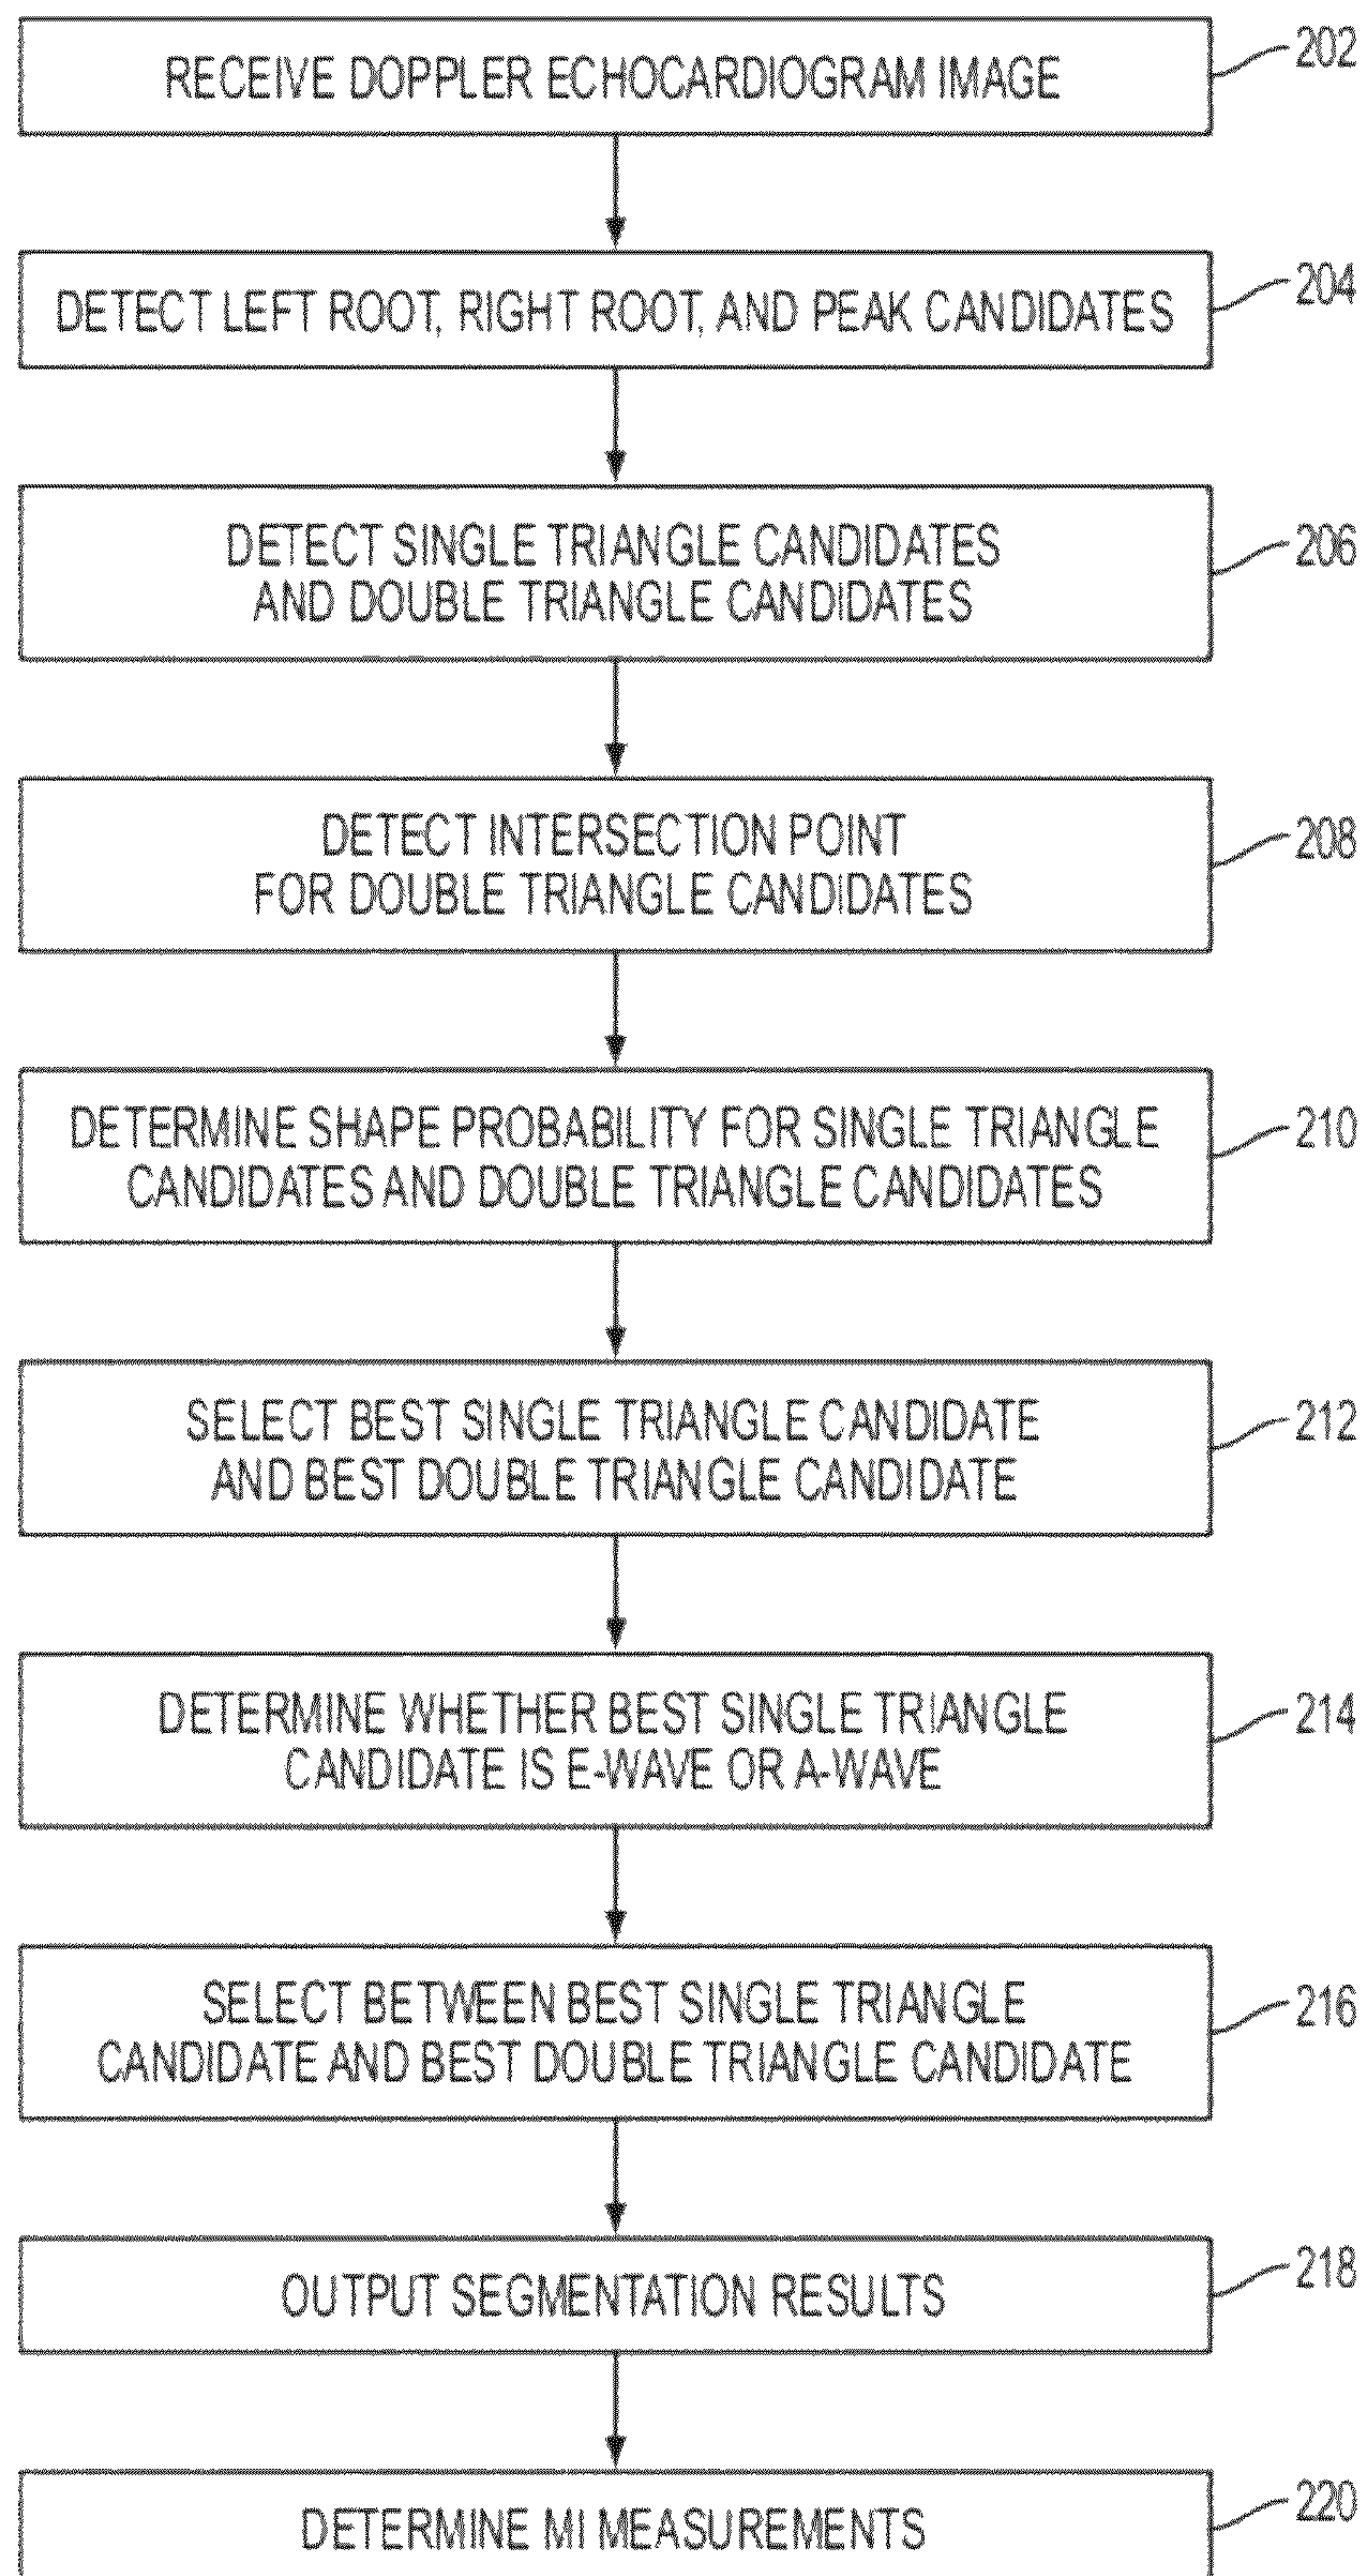 RECEIVE DOPPLER ECHOCARDIOGRAM IMAGE
202
DETECT LEFT ROOT, RIGHT ROOT, AND PEAK CANDIDATES
204
DETECT SINGLE TRIANGLE CANDIDATES
AND DOUBLE TRIANGLE CANDIDATES
206
DETECT INTERSECTION POINT
FOR DOUBLE TRIANGLE CANDIDATES
208
DETERMINE SHAPE PROBABILITY FOR SINGLE TRIANGLE
CANDIDATES AND DOUBLE TRIANGLE CANDIDATES
210
SELECT BEST SINGLE TRIANGLE CANDIDATE
AND BEST DOUBLE TRIANGLE CANDIDATE
212
DETERMINE WHETHER BEST SINGLE TRIANGLE
CANDIDATE IS E-WAVE OR A-WAVE
214
SELECT BETWEEN BEST SINGLE TRIANGLE
CANDIDATE AND BEST DOUBLE TRIANGLE CANDIDATE
216
OUTPUT SEGMENTATION RESULTS
218
DETERMINE MI MEASUREMENTS
220